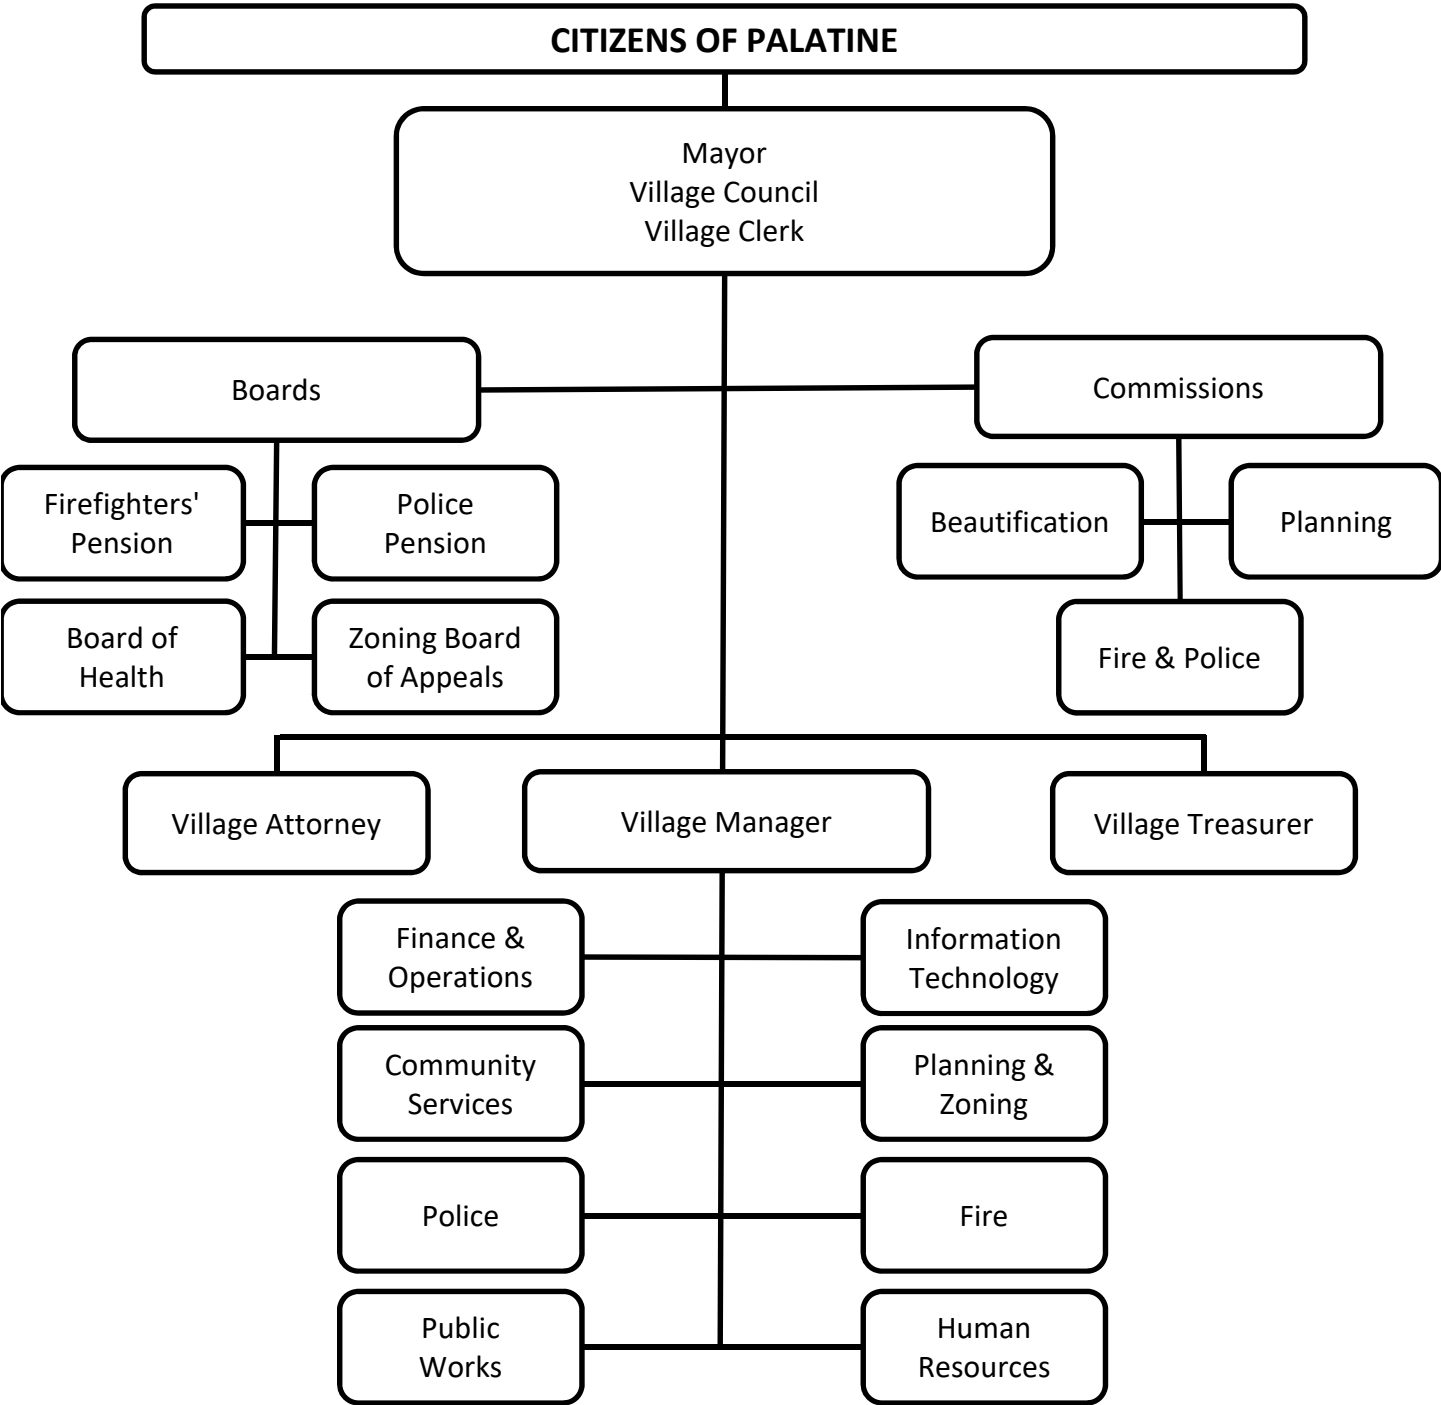 CITIZENS OF PALATINE
Mayor
Village Council
Village Clerk
Boards
Commissions
Firefighters'
Pension
Police
Pension
Beautification
Planning
Board of
Health
Zoning Board
of Appeals
Fire & Police
Village Attorney
Village Manager
Village Treasurer
Finance &
Operations
Information
Technology
Community
Services
Planning &
Zoning
Police
Fire
Public
Works
Human
Resources